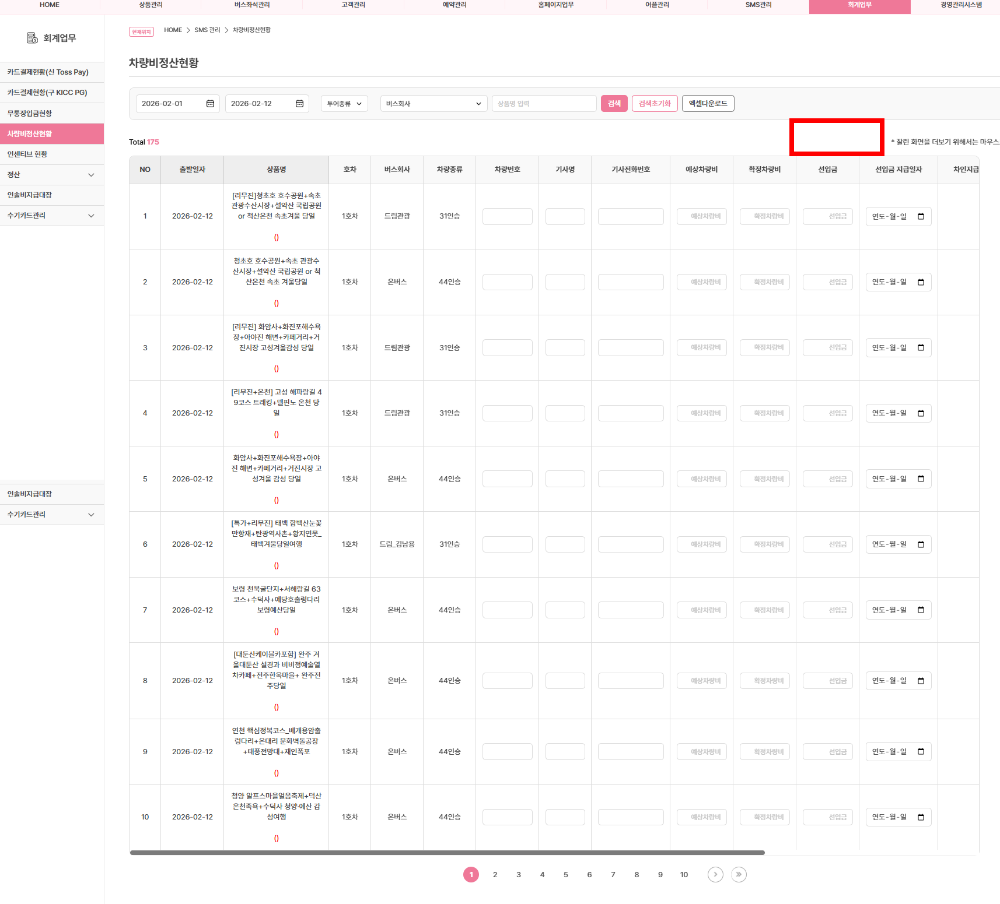 HOME 상품관리 버스좌석관리 고객관리 예약관리 홈페이지업무 어플관리 SMS관리 회계업무 경영관리시스템
회계업무
카드결제현황(신 Toss Pay)
카드결제현황(구 KICC PG)
무통장입금현황
차량비정산현황
인센티브 현황
정산
인솔비지급대장
수기카드관리
인솔비지급대장
수기카드관리
현재위치 HOME > SMS 관리 > 차량비정산현황
차량비정산현황
2026-02-01 2026-02-12 투어종류 버스회사 상품명 입력 검색 검색초기화 엑셀다운로드
Total 175
* 잘린 화면을 더보기 위해서는 마우스
NO 출발일자 상품명 호차 버스회사 차량종류 차량번호 기사명 기사전화번호 예상차량비 확정차량비 선입금 선입금 지급일자 차인지급
[리무진]청초호 호수공원+속초
관광수산시장+설악산 국립공원
or 척산온천 속초겨울 당일
()
1 2026-02-12 1호차 드림관광 31인승 예상차량비 확정차량비 선입금 연도-월-일
청초호 호수공원+속초 관광수
산시장+설악산 국립공원 or 척
산온천 속초 겨울당일
()
2 2026-02-12 1호차 온버스 44인승 예상차량비 확정차량비 선입금 연도-월-일
[리무진] 화암사+화진포해수욕
장+아야진 해변+카페거리+거
진시장 고성겨울감성 당일
()
3 2026-02-12 1호차 드림관광 31인승 예상차량비 확정차량비 선입금 연도-월-일
[리무진+온천] 고성 해파랑길 4
9코스 트래킹+델핀노 온천 당
일
()
4 2026-02-12 1호차 드림관광 31인승 예상차량비 확정차량비 선입금 연도-월-일
화암사+화진포해수욕장+아야
진 해변+카페거리+거진시장 고
성겨울 감성 당일
()
5 2026-02-12 1호차 온버스 44인승 예상차량비 확정차량비 선입금 연도-월-일
[특가+리무진] 태백 함백산눈꽃
만항재+탄광역사촌+황지연못_
태백겨울당일여행
()
6 2026-02-12 1호차 드림_김남용 31인승 예상차량비 확정차량비 선입금 연도-월-일
보령 천북굴단지+서해랑길 63
코스+수덕사+예당호출렁다리
보령예산당일
()
7 2026-02-12 1호차 온버스 44인승 예상차량비 확정차량비 선입금 연도-월-일
[대둔산케이블카포함] 완주 겨
울대둔산 설경과 비비정예술열
차카페+전주한옥마을+ 완주전
주당일
()
8 2026-02-12 1호차 온버스 44인승 예상차량비 확정차량비 선입금 연도-월-일
연천 핵심정복코스_베개용암출
렁다리+은대리 문화벽돌공장
+태풍전망대+재인폭포
()
9 2026-02-12 1호차 온버스 44인승 예상차량비 확정차량비 선입금 연도-월-일
청양 알프스마을얼음축제+덕산
온천족욕+수덕사 청양·예산 감
성여행
()
10 2026-02-12 1호차 온버스 44인승 예상차량비 확정차량비 선입금 연도-월-일
1 2 3 4 5 6 7 8 9 10